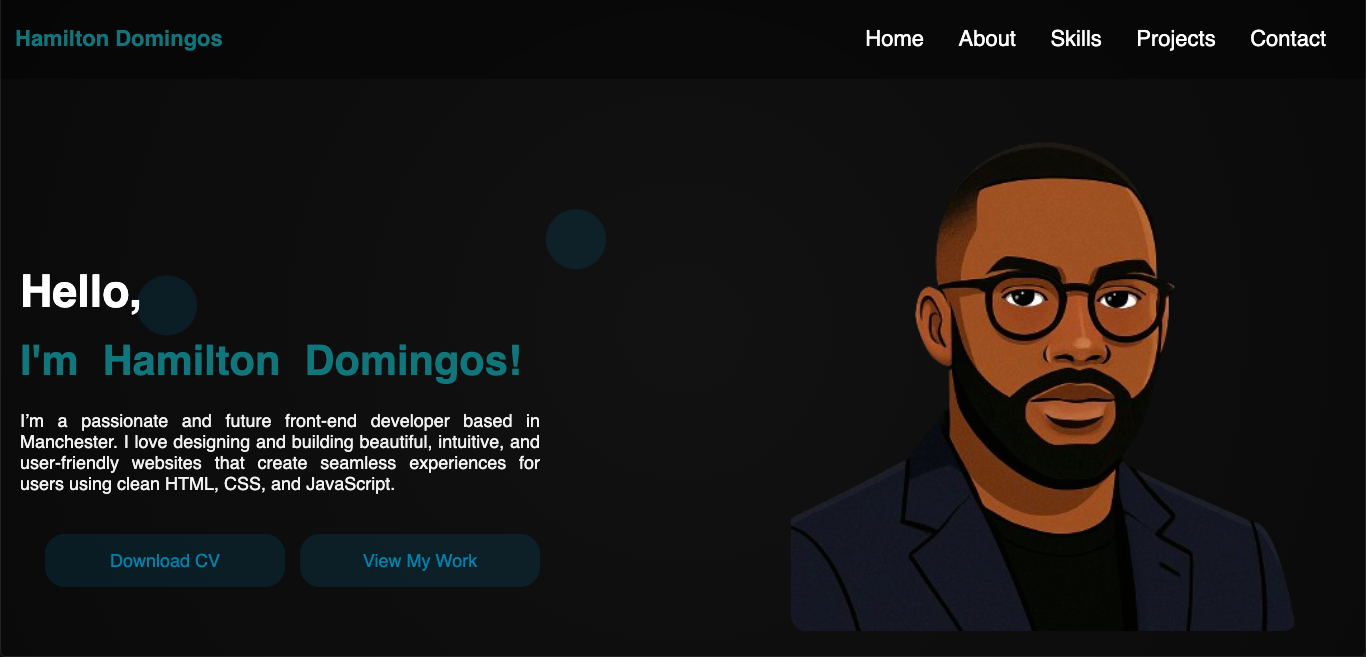 Hamilton Domingos
Home About Skills Projects Contact
Hello,
I'm Hamilton Domingos!
I’m a passionate and future front-end developer based in
Manchester. I love designing and building beautiful, intuitive, and
user-friendly websites that create seamless experiences for
users using clean HTML, CSS, and JavaScript.
Download CV View My Work